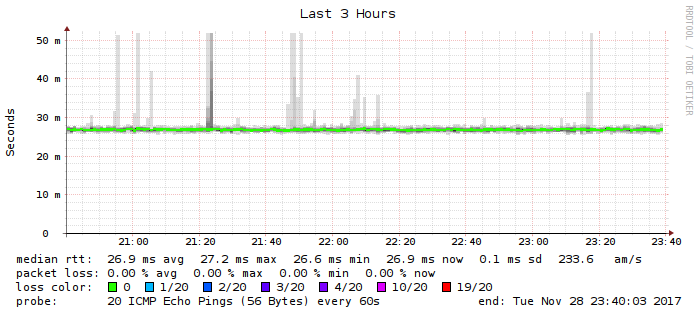 Last 3 Hours
RRDTOOL / TOBI OETIKER
Seconds
50 m
40 m
30 m
20 m
10 m
0
21:00 21:20 21:40 22:00 22:20 22:40 23:00 23:20 23:40
median rtt: 26.9 ms avg 27.2 ms max 26.6 ms min 26.9 ms now 0.1 ms sd 233.6 am/s
packet loss: 0.00 % avg 0.00 % max 0.00 % min 0.00 % now
loss color: 0 1/20 2/20 3/20 4/20 10/20 19/20
probe: 20 ICMP Echo Pings (56 Bytes) every 60s end: Tue Nov 28 23:40:03 2017